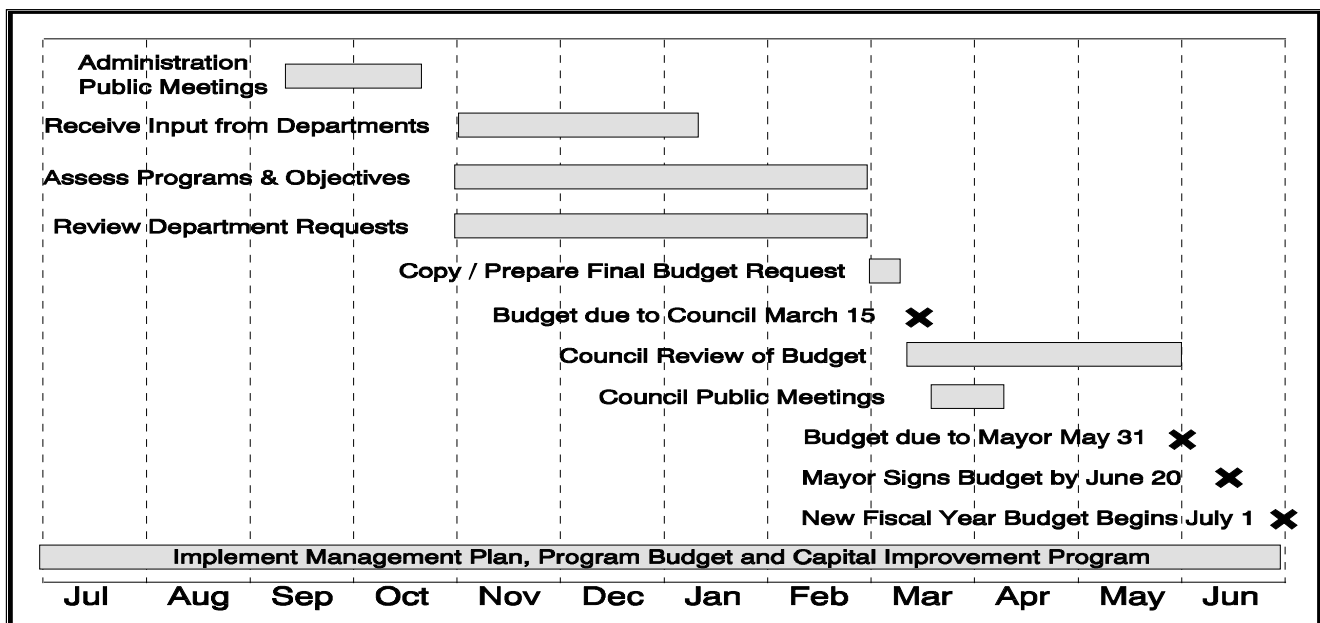 Administration
Public Meetings
Receive Input from Departments
Assess Programs & Objectives
Review Department Requests
Copy / Prepare Final Budget Request
Budget due to Council March 15
Council Review of Budget
Council Public Meetings
Budget due to Mayor May 31
Mayor Signs Budget by June 20
New Fiscal Year Budget Begins July 1
Implement Management Plan, Program Budget and Capital Improvement Program
Jul Aug Sep Oct Nov Dec Jan Feb Mar Apr May Jun